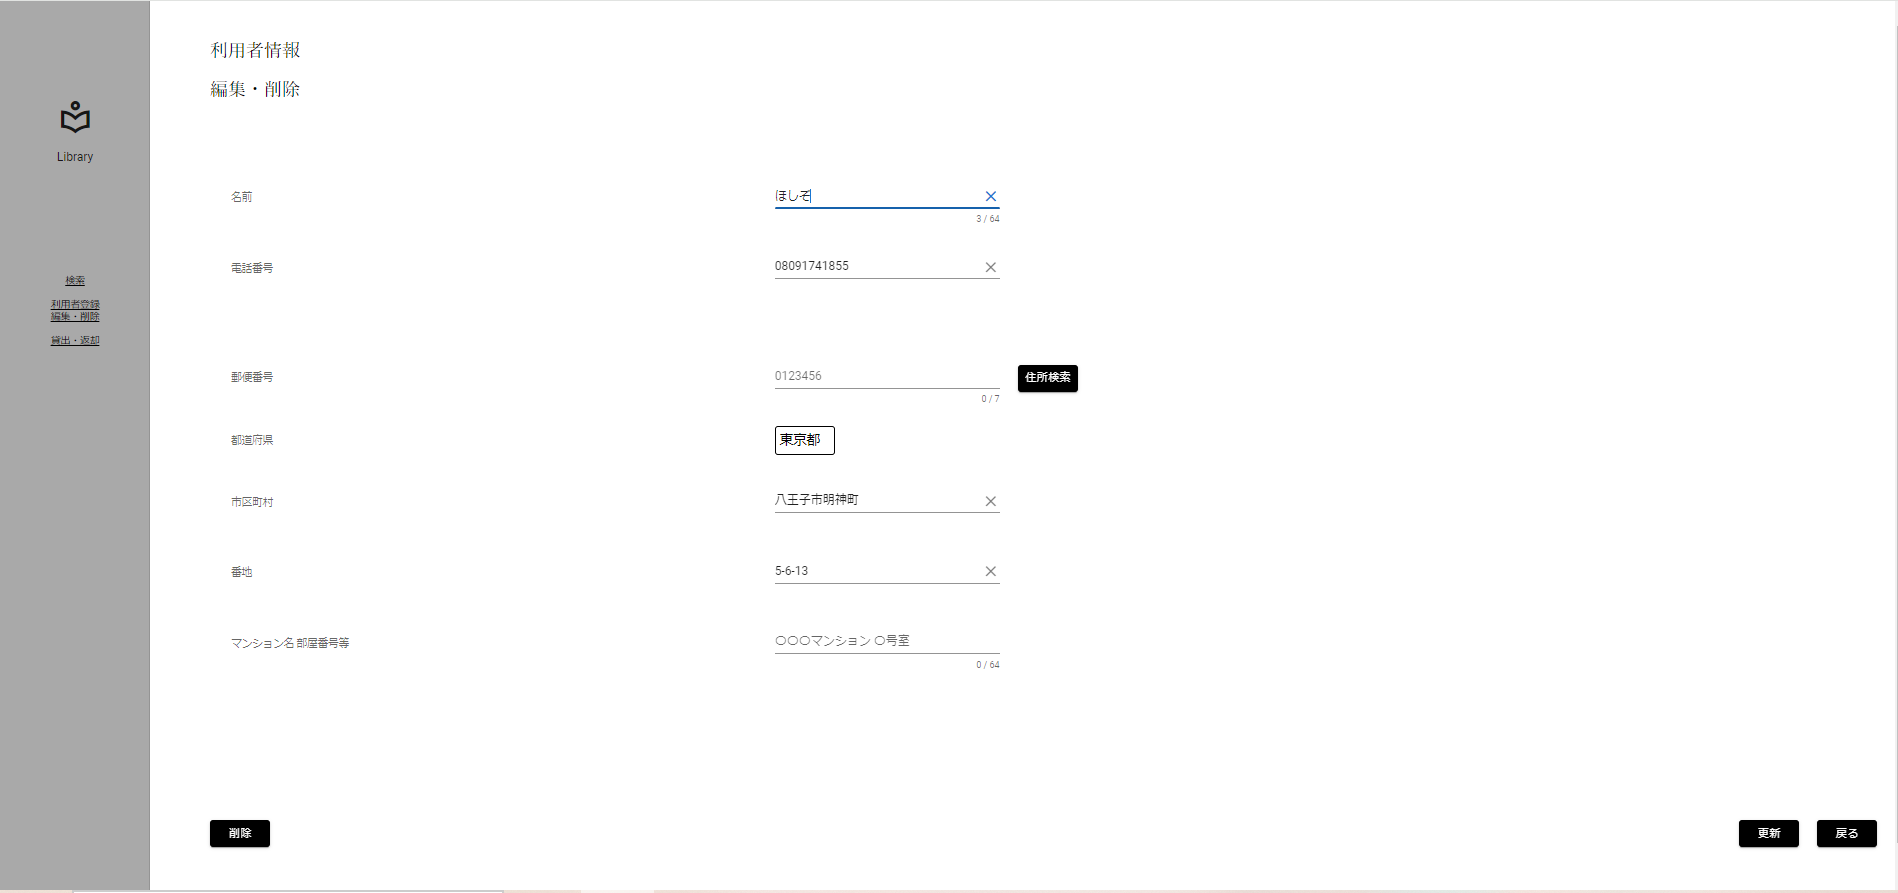 利用者情報
編集・削除
Library
検索
利用者登録
編集・削除
貸出・返却
名前
ほしぞ
3 / 64
電話番号
08091741855
郵便番号
0123456
住所検索
0 / 7
都道府県
東京都
市区町村
八王子市明神町
番地
5-6-13
マンション名 部屋番号等
〇〇〇マンション 〇号室
0 / 64
削除
更新
戻る